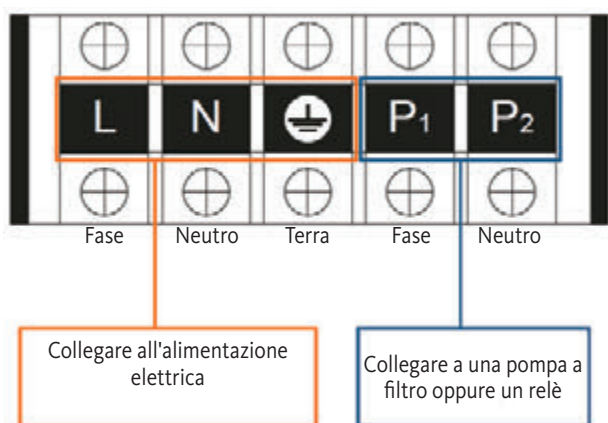 L N P1 P2
Fase Neutro Terra Fase Neutro
Collegare all'alimentazione
elettrica
Collegare a una pompa a
filtro oppure un relè